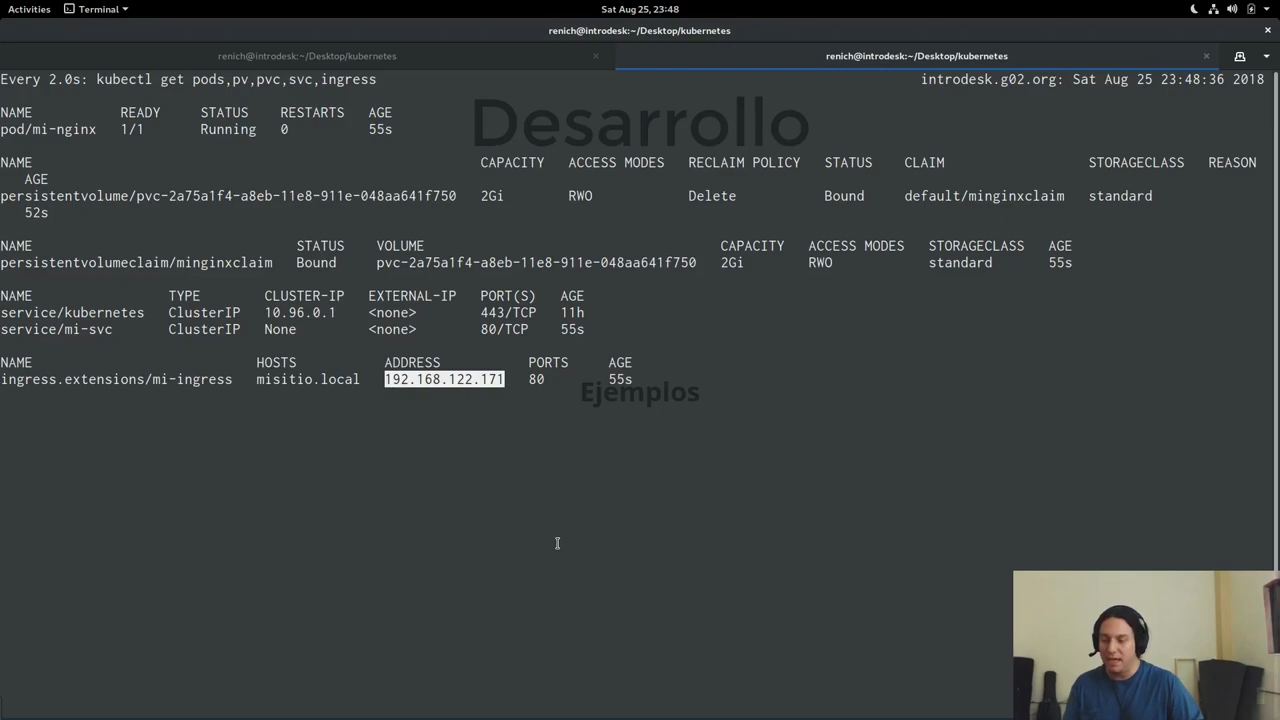 Activities Terminal Sat Aug 25, 23:48
renich@introdesk:~/Desktop/kubernetes
renich@introdesk:~/Desktop/kubernetes renich@introdesk:~/Desktop/kubernetes
Every 2.0s: kubectl get pods,pv,pvc,svc,ingress introdesk.g02.org: Sat Aug 25 23:48:36 2018
Desarrollo
NAME READY STATUS RESTARTS AGE
pod/mi-nginx 1/1 Running 0 55s
NAME CAPACITY ACCESS MODES RECLAIM POLICY STATUS CLAIM STORAGECLASS REASON
AGE
persistentvolume/pvc-2a75a1f4-a8eb-11e8-911e-048aa641f750 2Gi RWO Delete Bound default/minginxclaim standard
52s
NAME STATUS VOLUME CAPACITY ACCESS MODES STORAGECLASS AGE
persistentvolumeclaim/minginxclaim Bound pvc-2a75a1f4-a8eb-11e8-911e-048aa641f750 2Gi RWO standard 55s
NAME TYPE CLUSTER-IP EXTERNAL-IP PORT(S) AGE
service/kubernetes ClusterIP 10.96.0.1 <none> 443/TCP 11h
service/mi-svc ClusterIP None <none> 80/TCP 55s
NAME HOSTS ADDRESS PORTS AGE
ingress.extensions/mi-ingress misitio.local 192.168.122.171 80 55s
Ejemplos